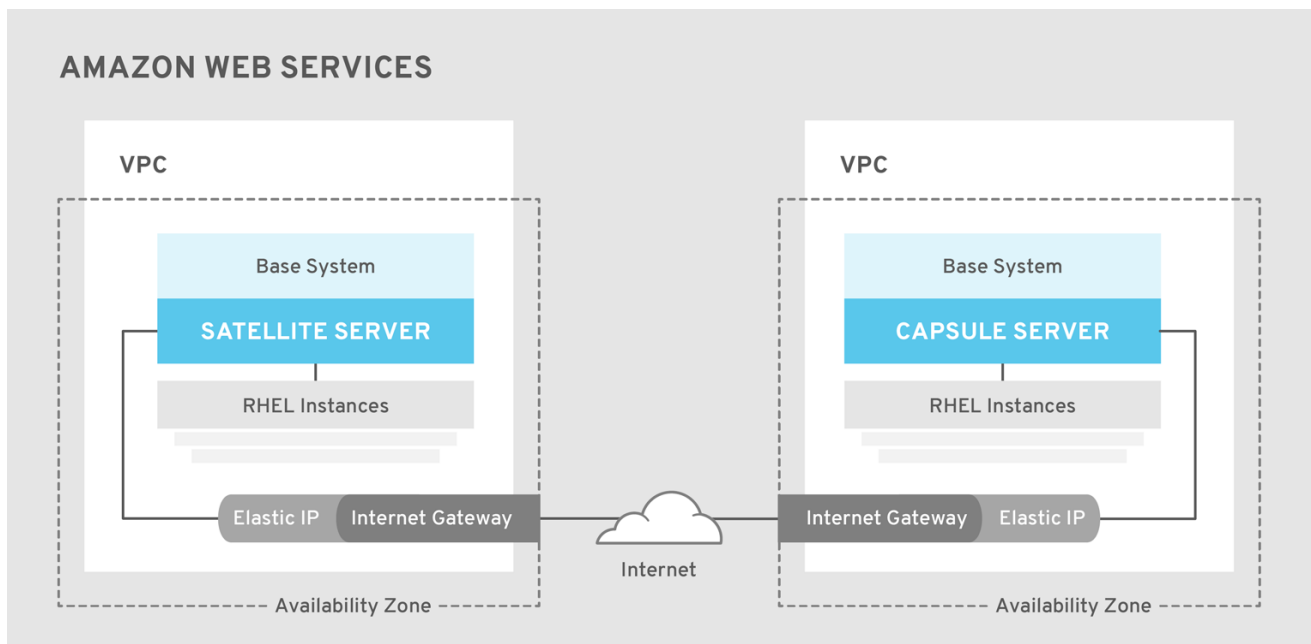 AMAZON WEB SERVICES
VPC
Base System
SATELLITE SERVER
RHEL Instances
Elastic IP
Internet Gateway
Availability Zone
Internet
VPC
Base System
CAPSULE SERVER
RHEL Instances
Internet Gateway
Elastic IP
Availability Zone